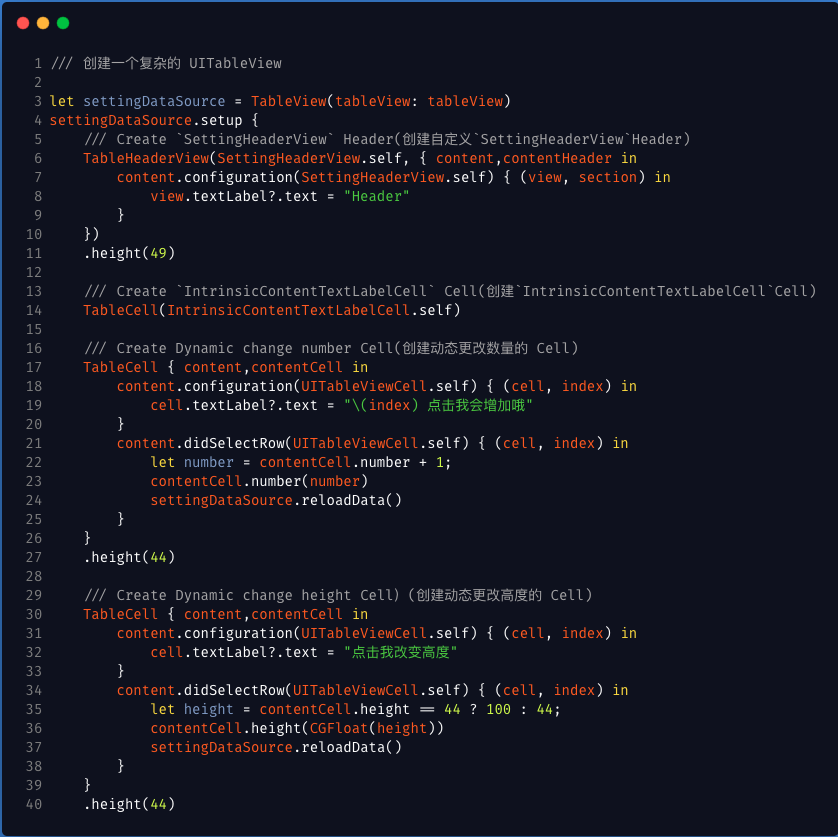 1 /// 创建一个复杂的 UITableView
2
3 let settingDataSource = TableView(tableView: tableView)
4 settingDataSource.setup {
5     /// Create `SettingHeaderView` Header(创建自定义`SettingHeaderView`Header)
6     TableHeaderView(SettingHeaderView.self, { content,contentHeader in
7         content.configuration(SettingHeaderView.self) { (view, section) in
8             view.textLabel?.text = "Header"
9         }
10     })
11     .height(49)
12
13     /// Create `IntrinsicContentTextLabelCell` Cell(创建`IntrinsicContentTextLabelCell`Cell)
14     TableCell(IntrinsicContentTextLabelCell.self)
15
16     /// Create Dynamic change number Cell(创建动态更改数量的 Cell)
17     TableCell { content,contentCell in
18         content.configuration(UITableViewCell.self) { (cell, index) in
19             cell.textLabel?.text = "\(index) 点击我会增加哦"
20         }
21         content.didSelectRow(UITableViewCell.self) { (cell, index) in
22             let number = contentCell.number + 1;
23             contentCell.number(number)
24             settingDataSource.reloadData()
25         }
26     }
27     .height(44)
28
29     /// Create Dynamic change height Cell) (创建动态更改高度的 Cell)
30     TableCell { content,contentCell in
31         content.configuration(UITableViewCell.self) { (cell, index) in
32             cell.textLabel?.text = "点击我改变高度"
33         }
34         content.didSelectRow(UITableViewCell.self) { (cell, index) in
35             let height = contentCell.height == 44 ? 100 : 44;
36             contentCell.height(CGFloat(height))
37             settingDataSource.reloadData()
38         }
39     }
40     .height(44)